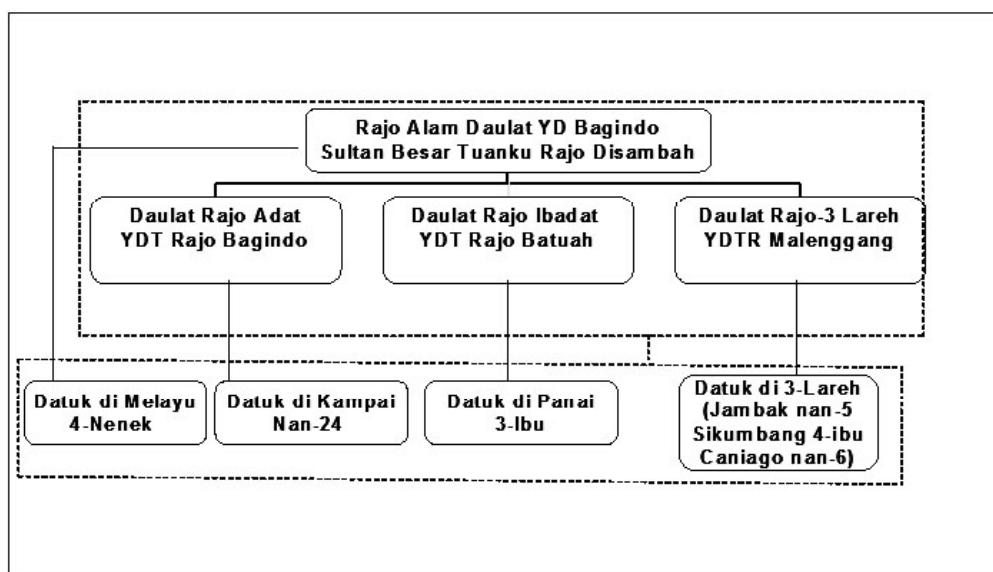 Rajo Alam Daulat YD Bagindo
Sultan Besar Tuanku Rajo Disambah
Daulat Rajo Adat
YDT Rajo Bagindo
Daulat Rajo Ibadat
YDT Rajo Batuah
Daulat Rajo-3 Lareh
YDTR Malenggang
Datuk di Melayu
4-Nenek
Datuk di Kampai
Nan-24
Datuk di Panai
3-Ibu
Datuk di 3-Lareh
(Jambak nan-5
Sikumbang 4-ibu
Caniago nan-6)